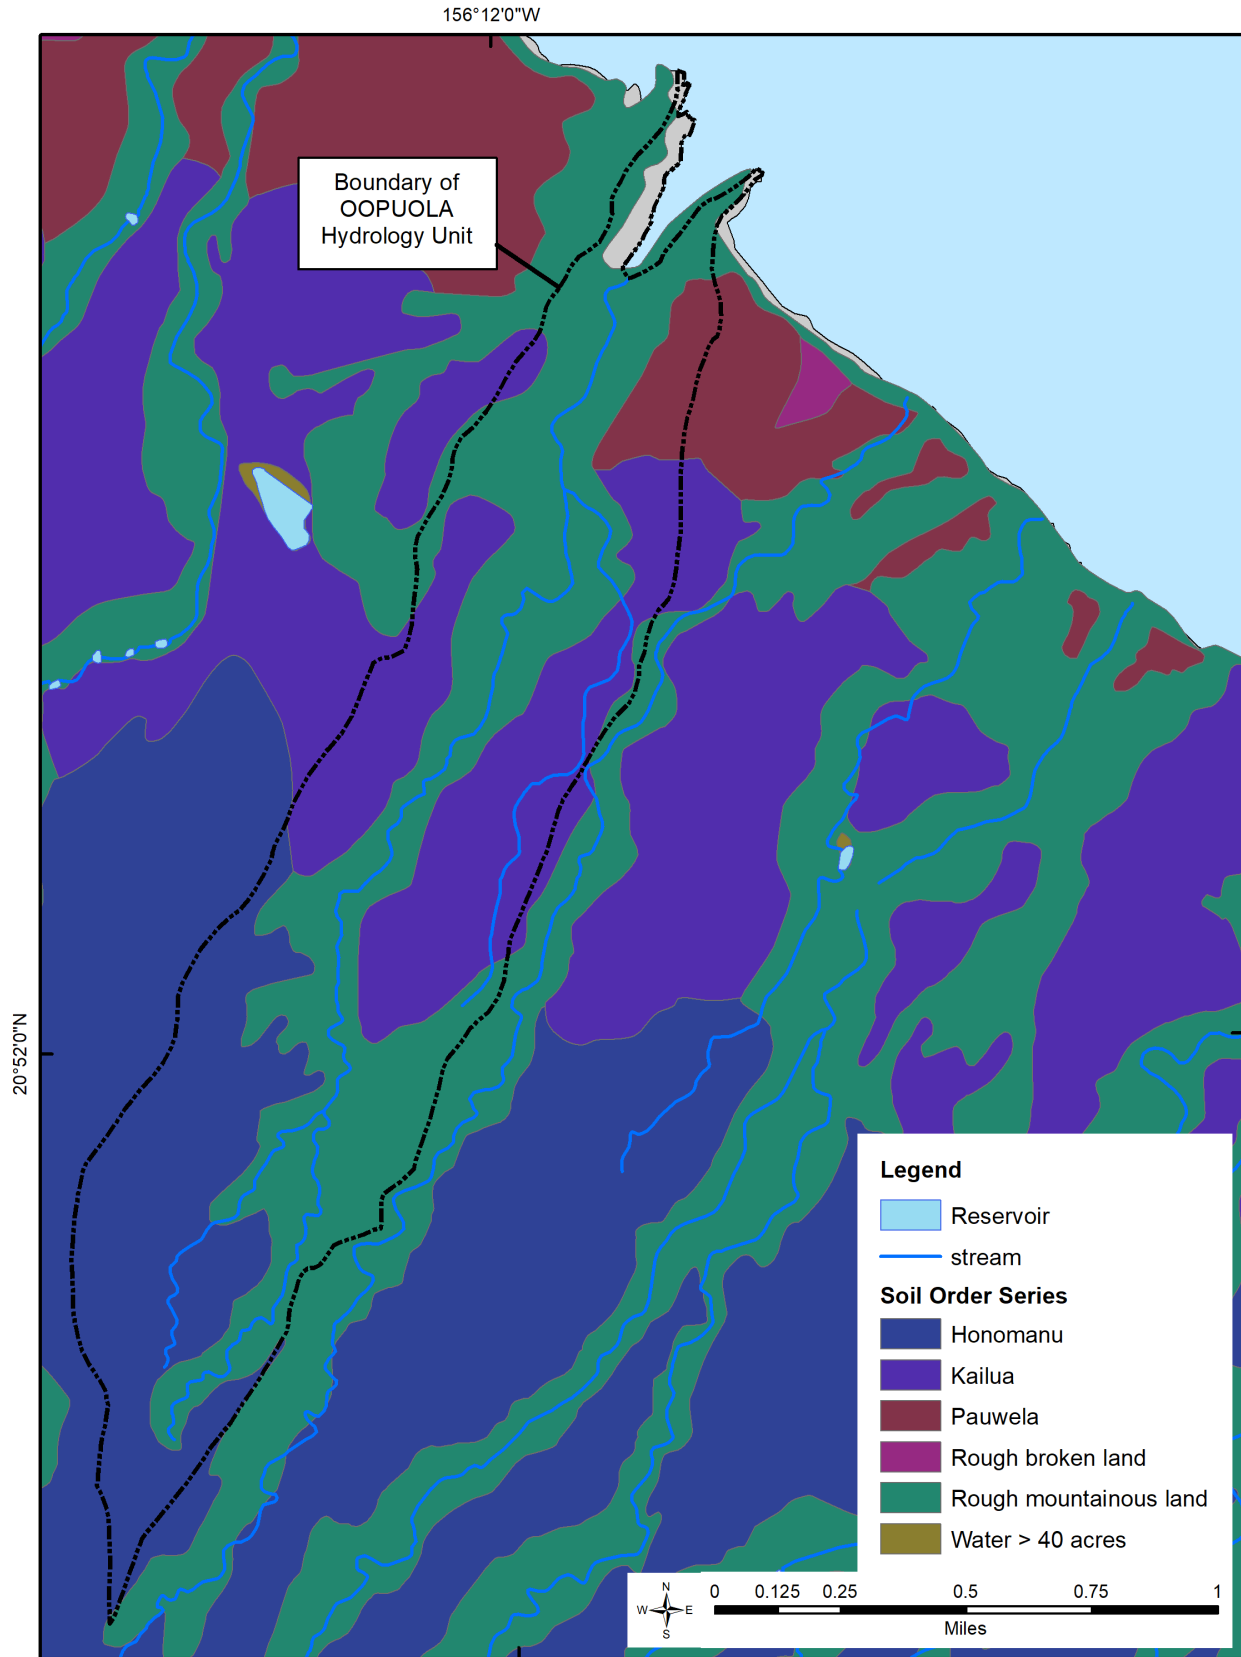 156°12'0"W
Boundary of
OOPUOLA
Hydrology Unit
20°52'0"N
Legend
Reservoir
stream
Soil Order Series
Honomanu
Kailua
Pauwela
Rough broken land
Rough mountainous land
Water > 40 acres
N
W E
S
0 0.125 0.25 0.5 0.75 1
Miles